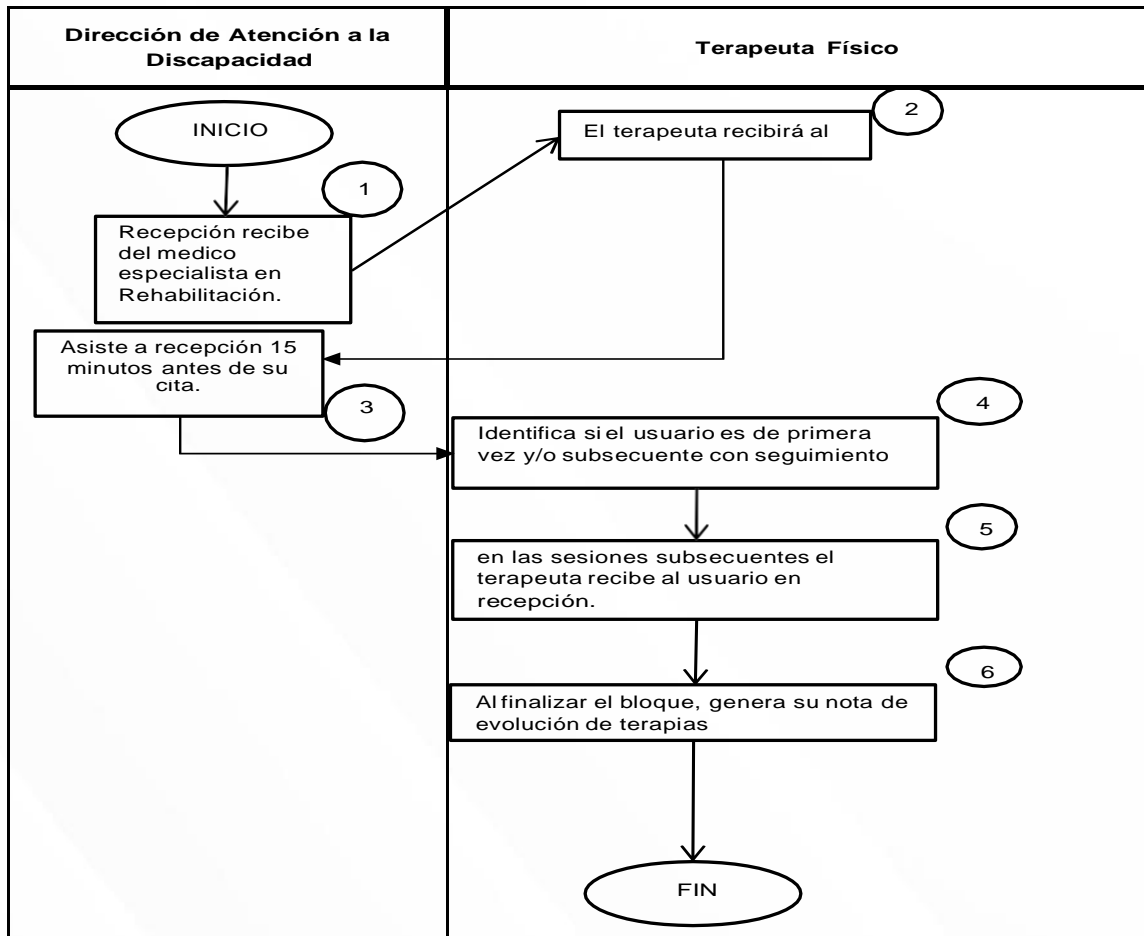 Dirección de Atención a la
Discapacidad
Terapeuta Físico
INICIO
1
Recepción recibe
del medico
especialista en
Rehabilitación.
2
El terapeuta recibirá al
Asiste a recepción 15
minutos antes de su
cita.
3
4
Identifica si el usuario es de primera
vez y/o subsecuente con seguimiento
5
en las sesiones subsecuentes el
terapeuta recibe al usuario en
recepción.
6
Al finalizar el bloque, genera su nota de
evolución de terapias
FIN